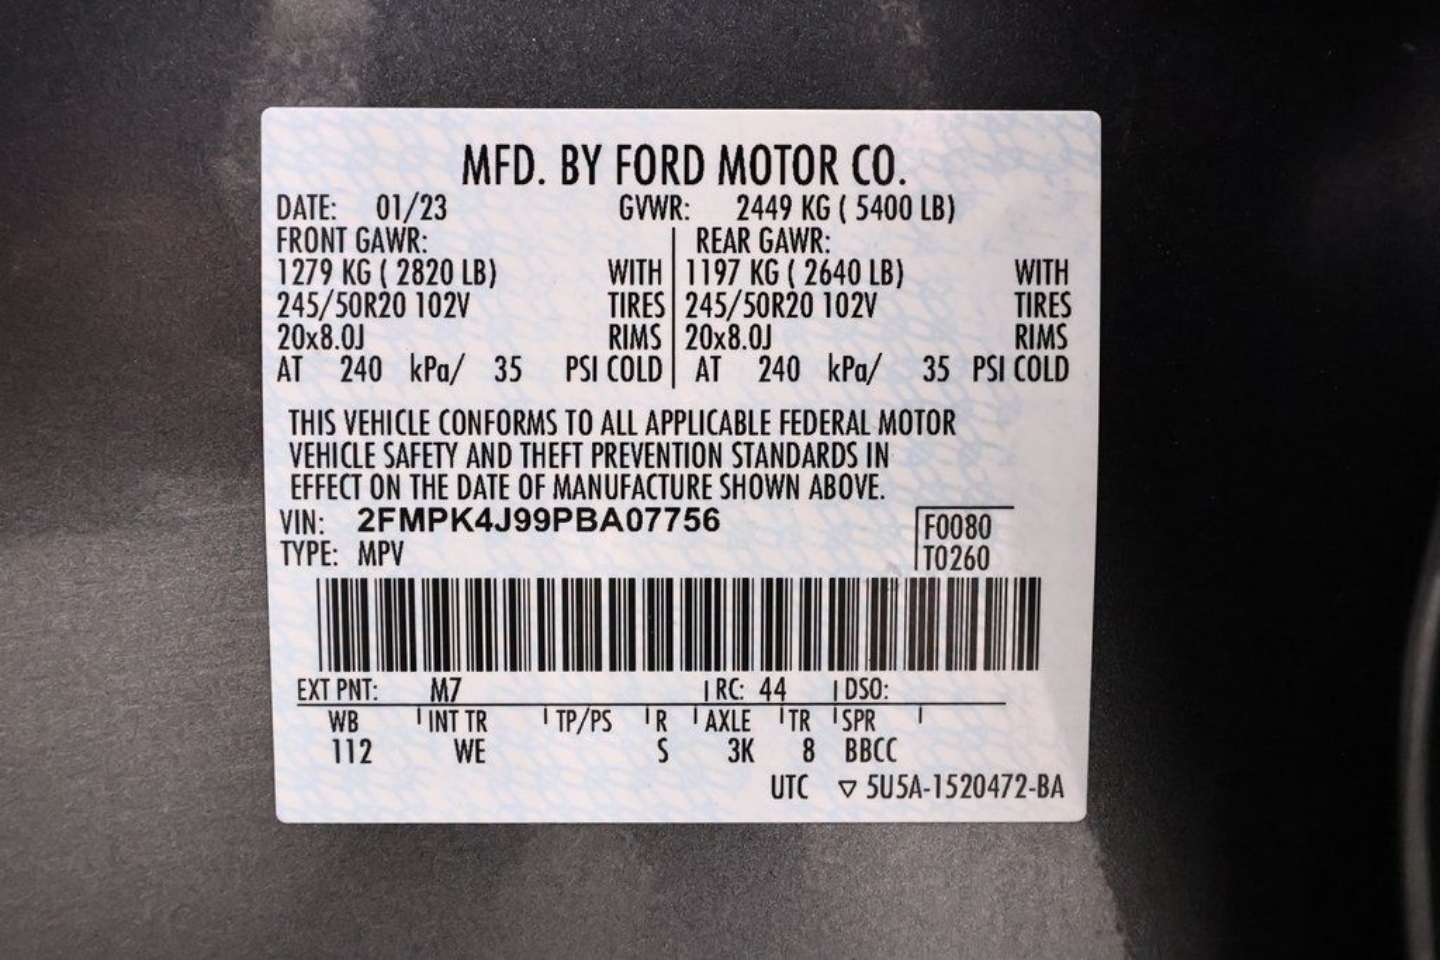 MFD. BY FORD MOTOR CO.
DATE: 01/23 GVWR: 2449 KG ( 5400 LB)
FRONT GAWR: REAR GAWR:
1279 KG ( 2820 LB) WITH 1197 KG ( 2640 LB) WITH
245/50R20 102V TIRES 245/50R20 102V TIRES
20x8.0J RIMS 20x8.0J RIMS
AT 240 kPa/ 35 PSI COLD AT 240 kPa/ 35 PSI COLD
THIS VEHICLE CONFORMS TO ALL APPLICABLE FEDERAL MOTOR
VEHICLE SAFETY AND THEFT PREVENTION STANDARDS IN
EFFECT ON THE DATE OF MANUFACTURE SHOWN ABOVE.
VIN: 2FMPK4J99PBA07756 F0080
TYPE: MPV T0260
EXT PNT: M7 RC: 44 DSO:
WB INT TR TP/PS R AXLE TR SPR
112 WE S 3K 8 BBCC
UTC ▽ 5U5A-1520472-BA